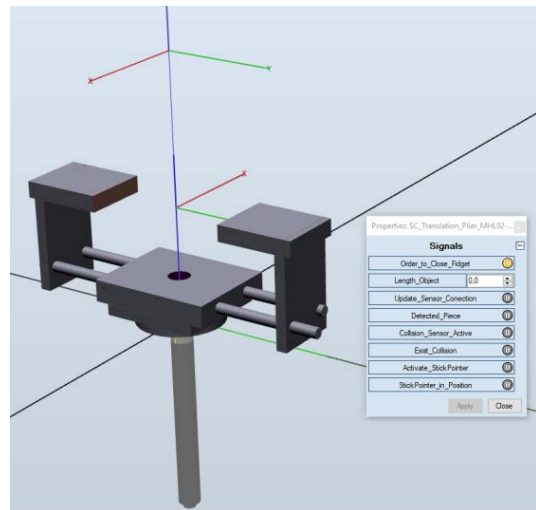 X
Y
X
Properties: SC_Translation_Plier_MHL02-...
Signals
Order_to_Close_Fidget
Length_Object 0,0
Update_Sensor_Conection
Detected_Piece
Collision_Sensor_Active
Exist_Collision
Activate_StickPointer
StickPointer_in_Position
Apply Close